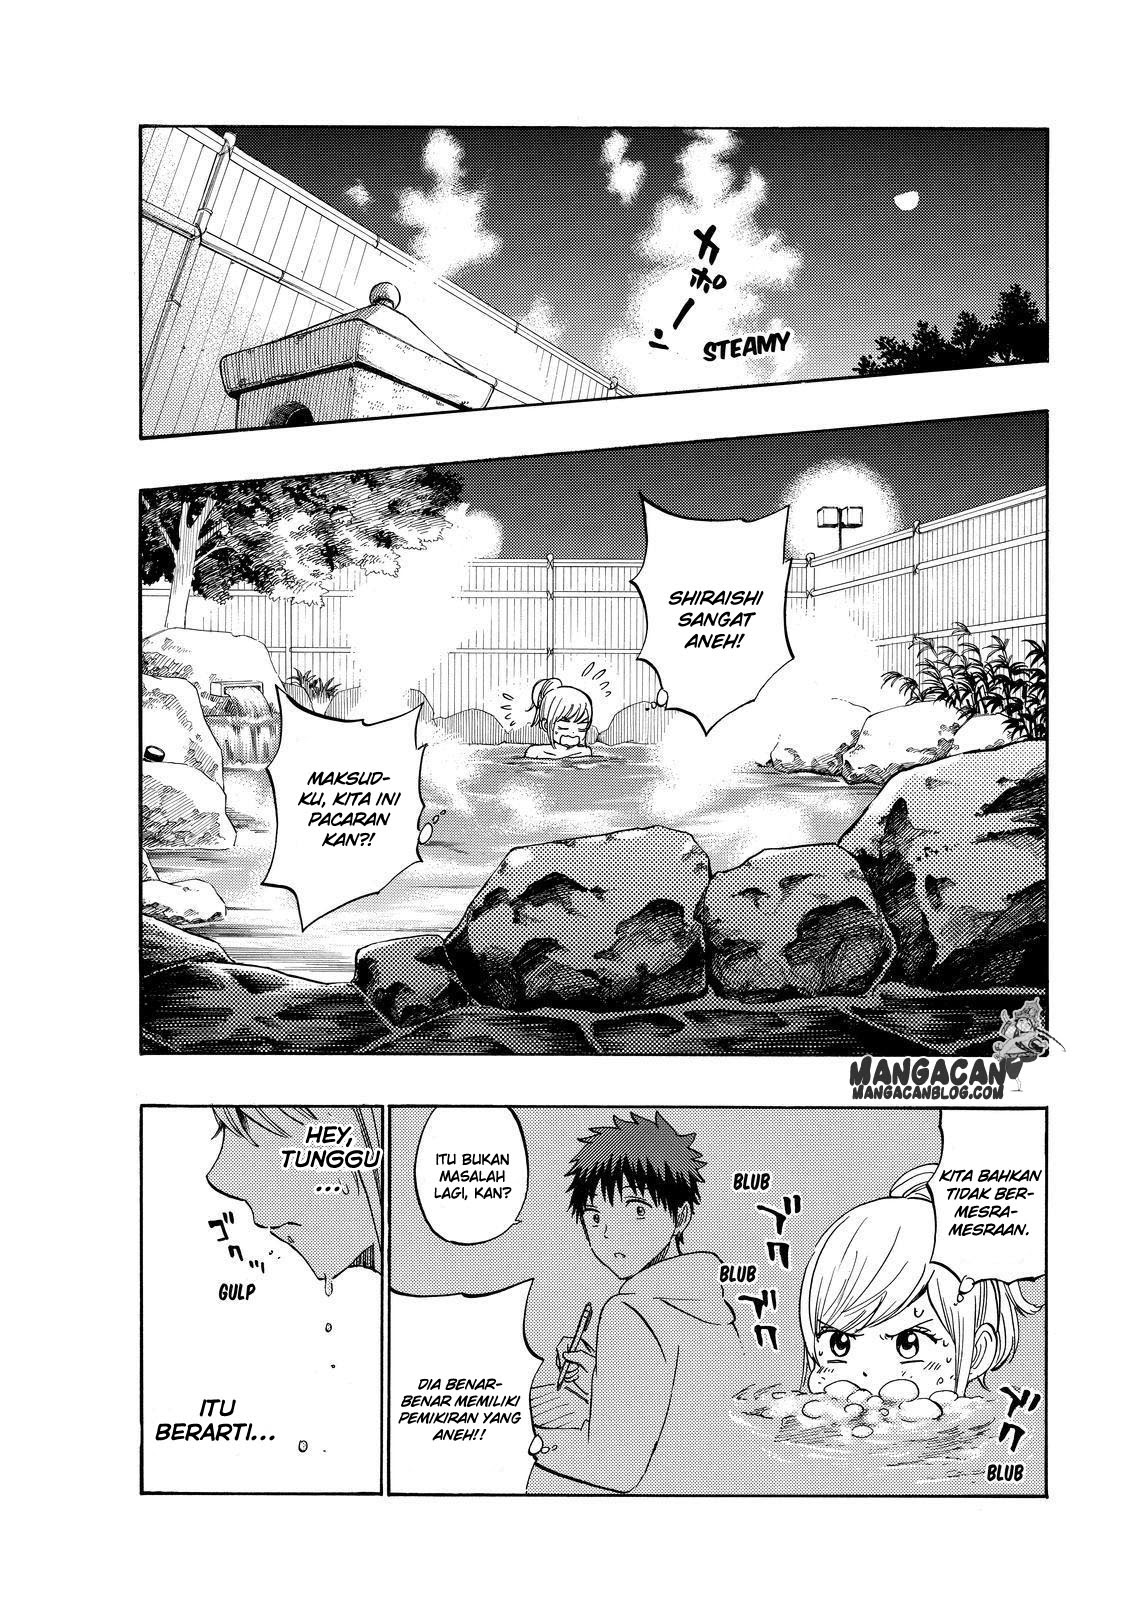 カポーン
STEAMY
SHIRAISHI
SANGAT
ANEH!
MAKSUD-
KU, KITA INI
PACARAN
KAN?!
MANGACAN
MANGACANBLOG.COM
KITA BAHKAN
TIDAK BER-
MESRA-
MESRAAN.
BLUB
ブク
BLUB
ブク
ブク
BLUB
ITU BUKAN
MASALAH
LAGI, KAN?
DIA BENAR-
BENAR MEMILIKI
PEMIKIRAN YANG
ANEH!!
HEY,
TUNGGU
...
ゴクッ
GULP
ITU
BERARTI...